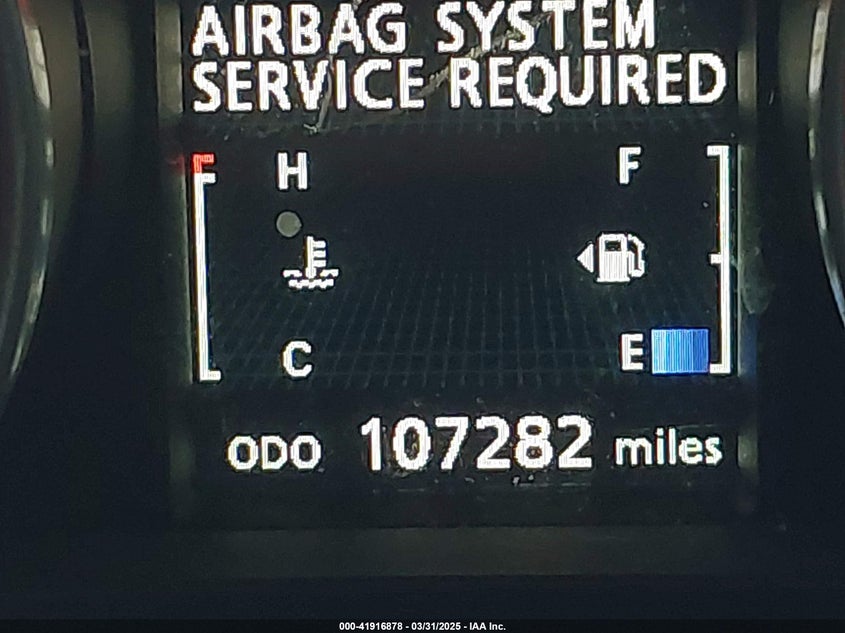 AIRBAG SYSTEM
SERVICE REQUIRED
H F
C E
ODO 107282 miles
000-41916878 - 03/31/2025 - IAA Inc.